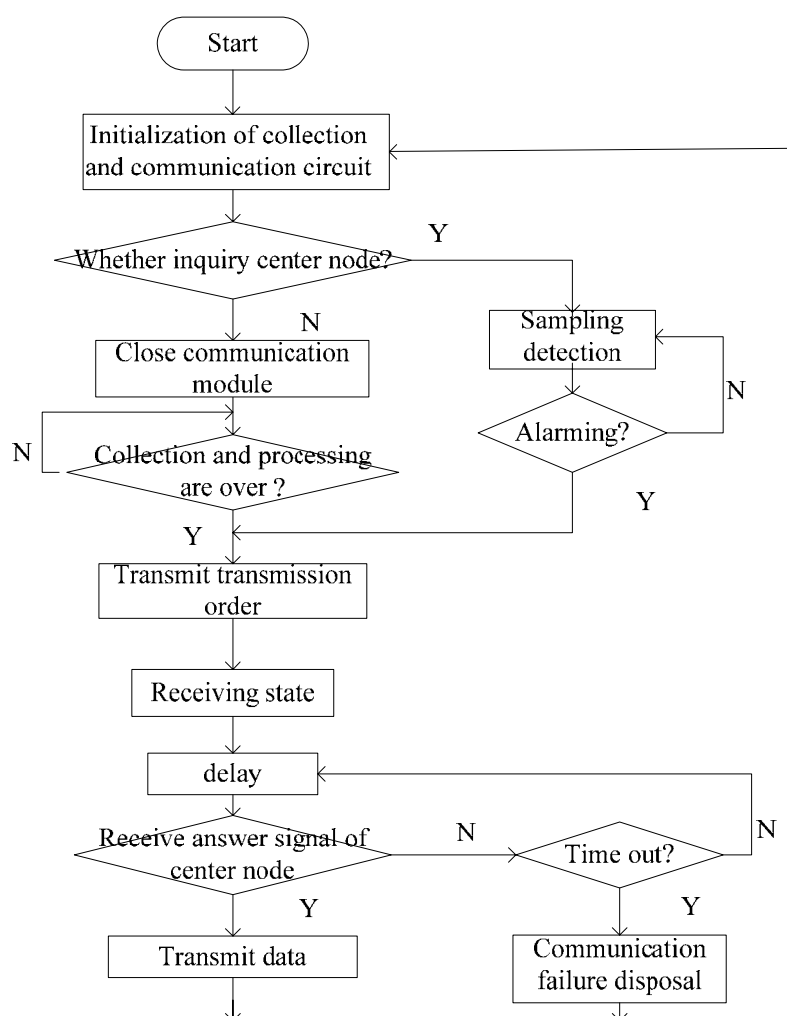 Start
Initialization of collection
and communication circuit
Whether inquiry center node?
Y
N
Sampling
detection
Close communication
module
N
Alarming?
N
Collection and processing
are over ?
Y
Y
Transmit transmission
order
Receiving state
delay
Receive answer signal of
center node
N
Time out?
N
Y
Y
Transmit data
Communication
failure disposal